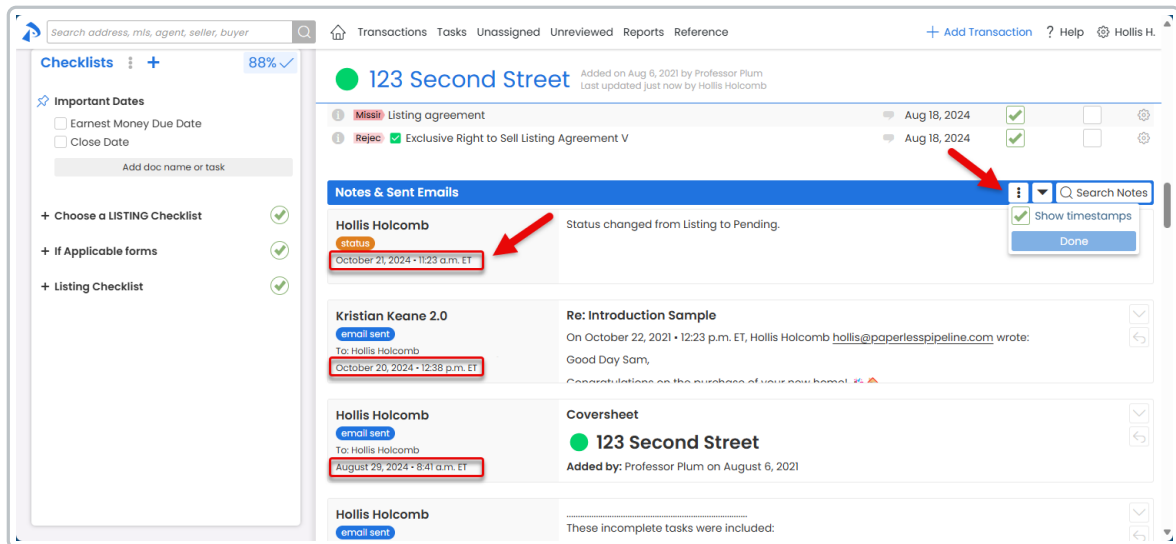 Search address, mls, agent, seller, buyer
Transactions Tasks Unassigned Unreviewed Reports Reference
+ Add Transaction ? Help Hollis H.
Checklists + 88%
Important Dates
Earnest Money Due Date
Close Date
Add doc name or task
+ Choose a LISTING Checklist
+ If Applicable forms
+ Listing Checklist
123 Second Street
Added on Aug 6, 2021 by Professor Plum
Last updated just now by Hollis Holcomb
Missir Listing agreement Aug 18, 2024
Rejec Exclusive Right to Sell Listing Agreement V Aug 18, 2024
Notes & Sent Emails
Search Notes
Show timestamps
Done
Hollis Holcomb
status
October 21, 2024 • 11:23 a.m. ET
Status changed from Listing to Pending.
Kristian Keane 2.0
email sent
To: Hollis Holcomb
October 20, 2024 • 12:38 p.m. ET
Re: Introduction Sample
On October 22, 2021 • 12:23 p.m. ET, Hollis Holcomb hollis@paperlesspipeline.com wrote:
Good Day Sam,
Congratulations on the purchase of your new home!
Hollis Holcomb
email sent
To: Hollis Holcomb
August 29, 2024 • 8:41 a.m. ET
Coversheet
123 Second Street
Added by: Professor Plum on August 6, 2021
Hollis Holcomb
email sent
These incomplete tasks were included: